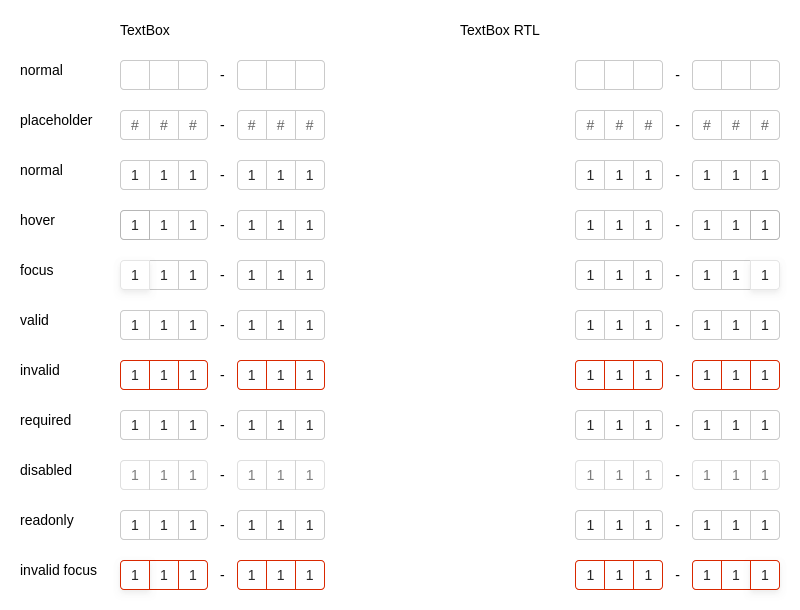 TextBox TextBox RTL
normal - -
placeholder # # # - # # # # # # - # # #
normal 1 1 1 - 1 1 1 1 1 1 - 1 1 1
hover 1 1 1 - 1 1 1 1 1 1 - 1 1 1
focus 1 1 1 - 1 1 1 1 1 1 - 1 1 1
valid 1 1 1 - 1 1 1 1 1 1 - 1 1 1
invalid 1 1 1 - 1 1 1 1 1 1 - 1 1 1
required 1 1 1 - 1 1 1 1 1 1 - 1 1 1
disabled 1 1 1 - 1 1 1 1 1 1 - 1 1 1
readonly 1 1 1 - 1 1 1 1 1 1 - 1 1 1
invalid focus 1 1 1 - 1 1 1 1 1 1 - 1 1 1